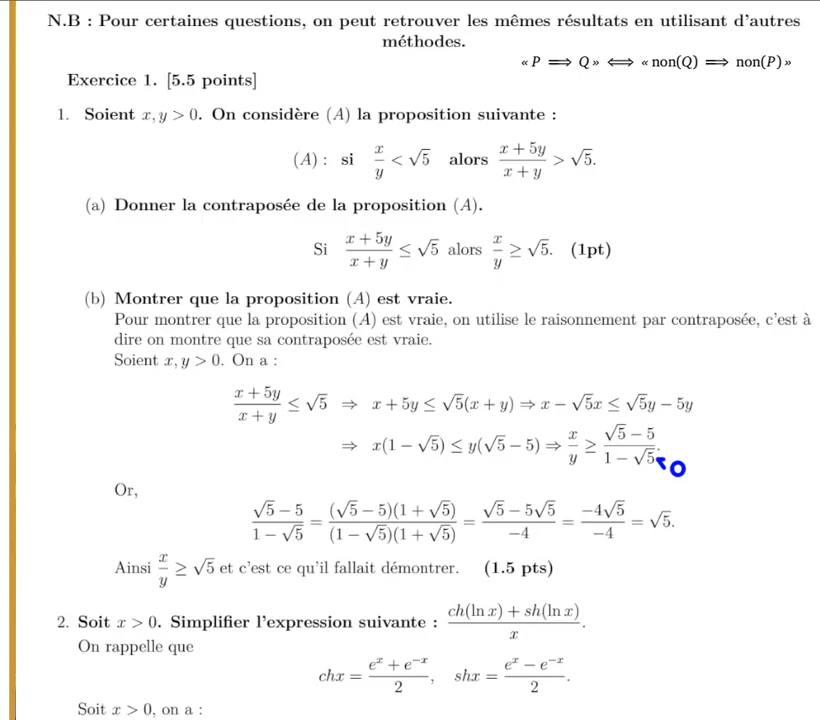 N.B : Pour certaines questions, on peut retrouver les mêmes résultats en utilisant d'autres
méthodes.
« P ⟹ Q » ⟺ « non(Q) ⟹ non(P) »
Exercice 1. [5.5 points]
1. Soient x, y > 0. On considère (A) la proposition suivante :
(A) : si x/y < √5 alors (x + 5y)/(x + y) > √5.
(a) Donner la contraposée de la proposition (A).
Si (x + 5y)/(x + y) ≤ √5 alors x/y ≥ √5. (1pt)
(b) Montrer que la proposition (A) est vraie.
Pour montrer que la proposition (A) est vraie, on utilise le raisonnement par contraposée, c'est à
dire on montre que sa contraposée est vraie.
Soient x, y > 0. On a :
(x + 5y)/(x + y) ≤ √5 ⇒ x + 5y ≤ √5(x + y) ⇒ x − √5x ≤ √5y − 5y
⇒ x(1 − √5) ≤ y(√5 − 5) ⇒ x/y ≥ (√5 − 5)/(1 − √5).
Or,
(√5 − 5)/(1 − √5) = ((√5 − 5)(1 + √5))/((1 − √5)(1 + √5)) = (√5 − 5√5)/(−4) = (−4√5)/(−4) = √5.
Ainsi x/y ≥ √5 et c'est ce qu'il fallait démontrer. (1.5 pts)
2. Soit x > 0. Simplifier l'expression suivante : (ch(ln x) + sh(ln x))/x.
On rappelle que
chx = (eˣ + e⁻ˣ)/2, shx = (eˣ − e⁻ˣ)/2.
Soit x > 0, on a :